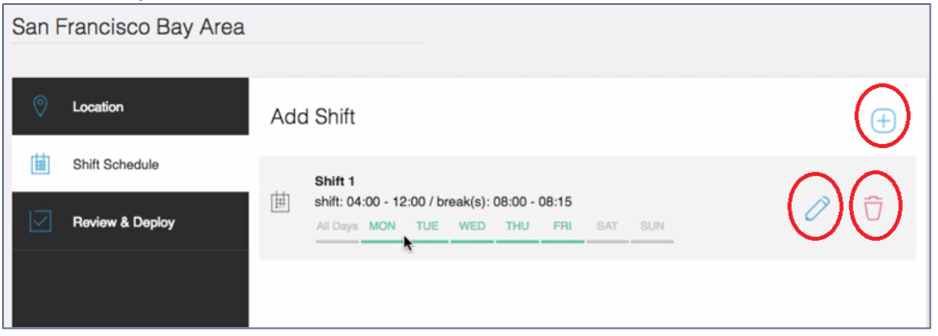 San Francisco Bay Area
Location
Shift Schedule
Review & Deploy
Add Shift
Shift 1
shift: 04:00 - 12:00 / break(s): 08:00 - 08:15
All Days MON TUE WED THU FRI SAT SUN